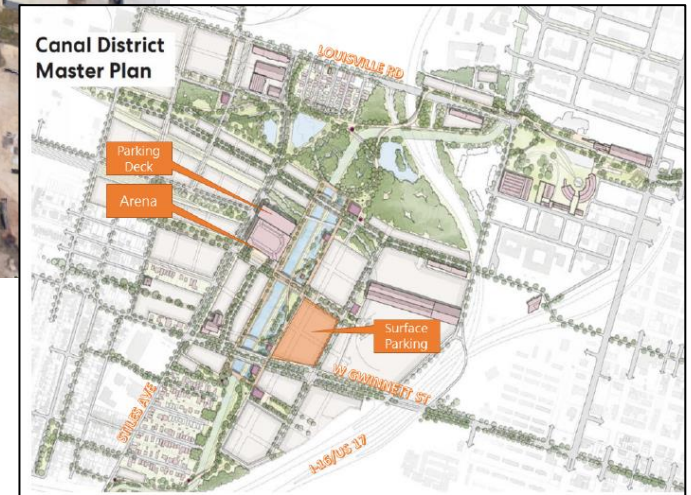 Canal District
Master Plan
LOUISVILLE RD
Parking
Deck
Arena
Surface
Parking
W GWINNETT ST
STILES AVE
I-16/US 17